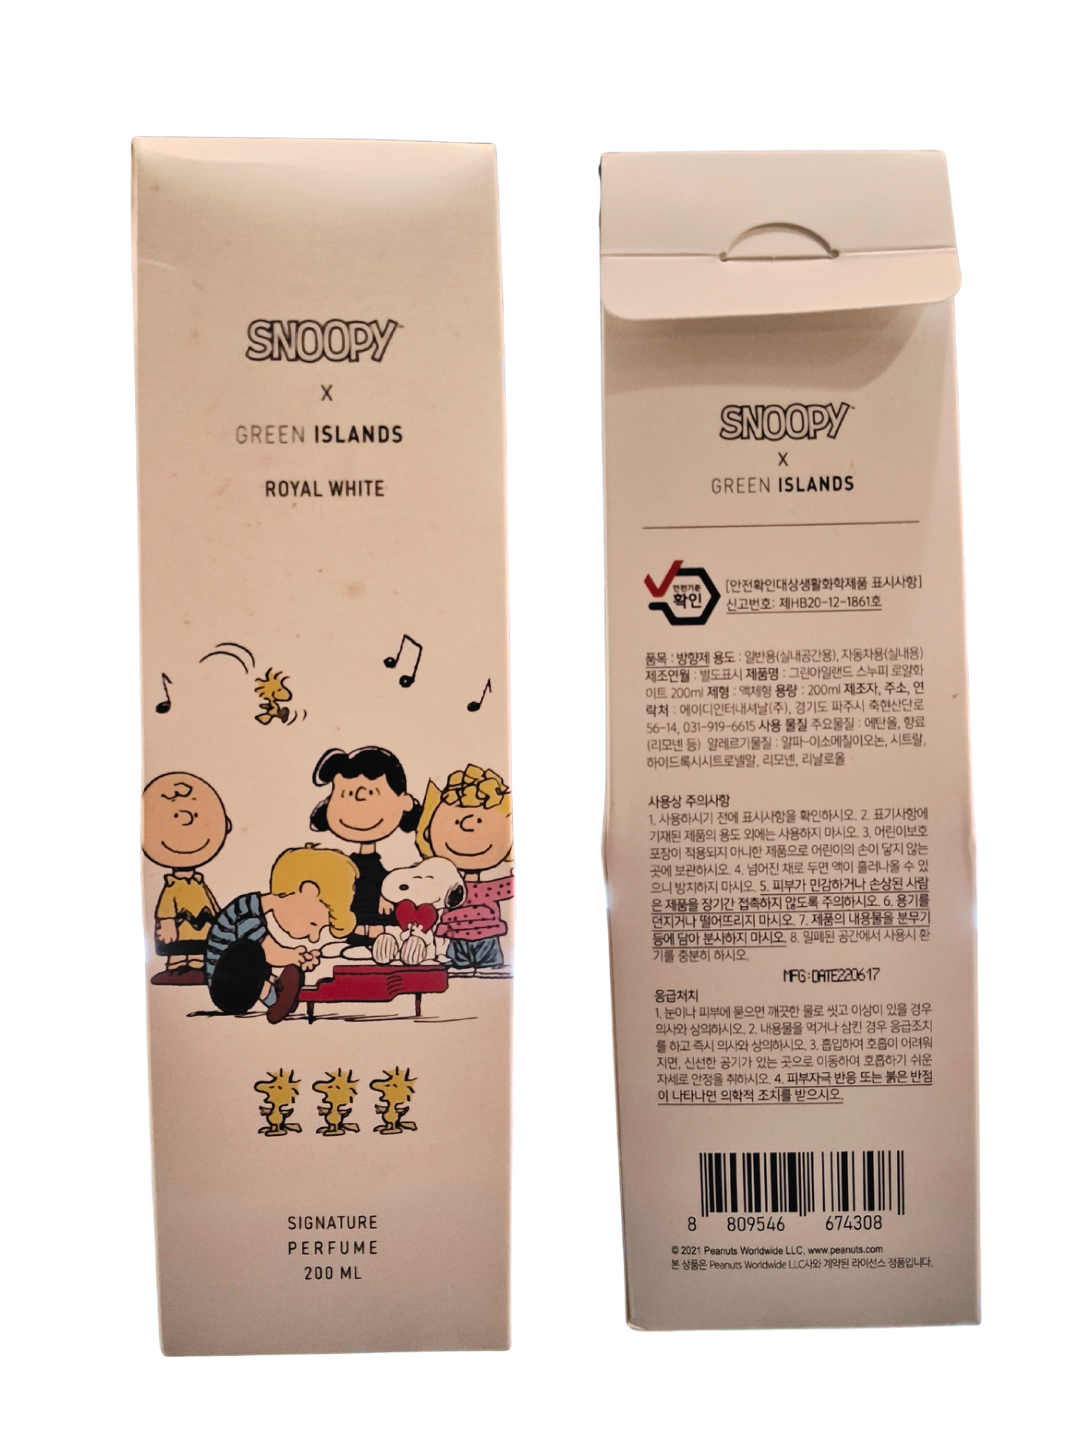 SNOOPY™
X
GREEN ISLANDS
ROYAL WHITE
SIGNATURE
PERFUME
200 ML
SNOOPY™
X
GREEN ISLANDS
안전기준
확인
[안전확인대상생활화학제품 표시사항]
신고번호: 제HB20-12-1861호
품목 : 방향제 용도 : 일반용(실내공간용), 자동차용(실내용)
제조연월 : 별도표시 제품명 : 그린아일랜드 스누피 로얄화
이트 200ml 제형 : 액체형 용량 : 200ml 제조자, 주소, 연
락처 : 에이디인터내셔날(주), 경기도 파주시 축현산단로
56-14, 031-919-6615 사용 물질 주요물질 : 에탄올, 향료
(리모넨 등) 알레르기물질 : 알파-이소메칠이오논, 시트랄,
하이드록시시트로넬알, 리모넨, 리날로올
사용상 주의사항
1. 사용하시기 전에 표시사항을 확인하시오. 2. 표기사항에
기재된 제품의 용도 외에는 사용하지 마시오. 3. 어린이보호
포장이 적용되지 아니한 제품으로 어린이의 손이 닿지 않는
곳에 보관하시오. 4. 넘어진 채로 두면 액이 흘러나올 수 있
으니 방치하지 마시오. 5. 피부가 민감하거나 손상된 사람
은 제품을 장기간 접촉하지 않도록 주의하시오. 6. 용기를
던지거나 떨어뜨리지 마시오. 7. 제품의 내용물을 분무기
등에 담아 분사하지 마시오. 8. 밀폐된 공간에서 사용시 환
기를 충분히 하시오.
MFG:DATE220617
응급처치
1. 눈이나 피부에 묻으면 깨끗한 물로 씻고 이상이 있을 경우
의사와 상의하시오. 2. 내용물을 먹거나 삼킨 경우 응급조치
를 하고 즉시 의사와 상의하시오. 3. 흡입하여 호흡이 어려워
지면, 신선한 공기가 있는 곳으로 이동하여 호흡하기 쉬운
자세로 안정을 취하시오. 4. 피부자극 반응 또는 붉은 반점
이 나타나면 의학적 조치를 받으시오.
8 809546 674308
© 2021 Peanuts Worldwide LLC. www.peanuts.com
본 상품은 Peanuts Worldwide LLC사와 계약된 라이선스 정품입니다.